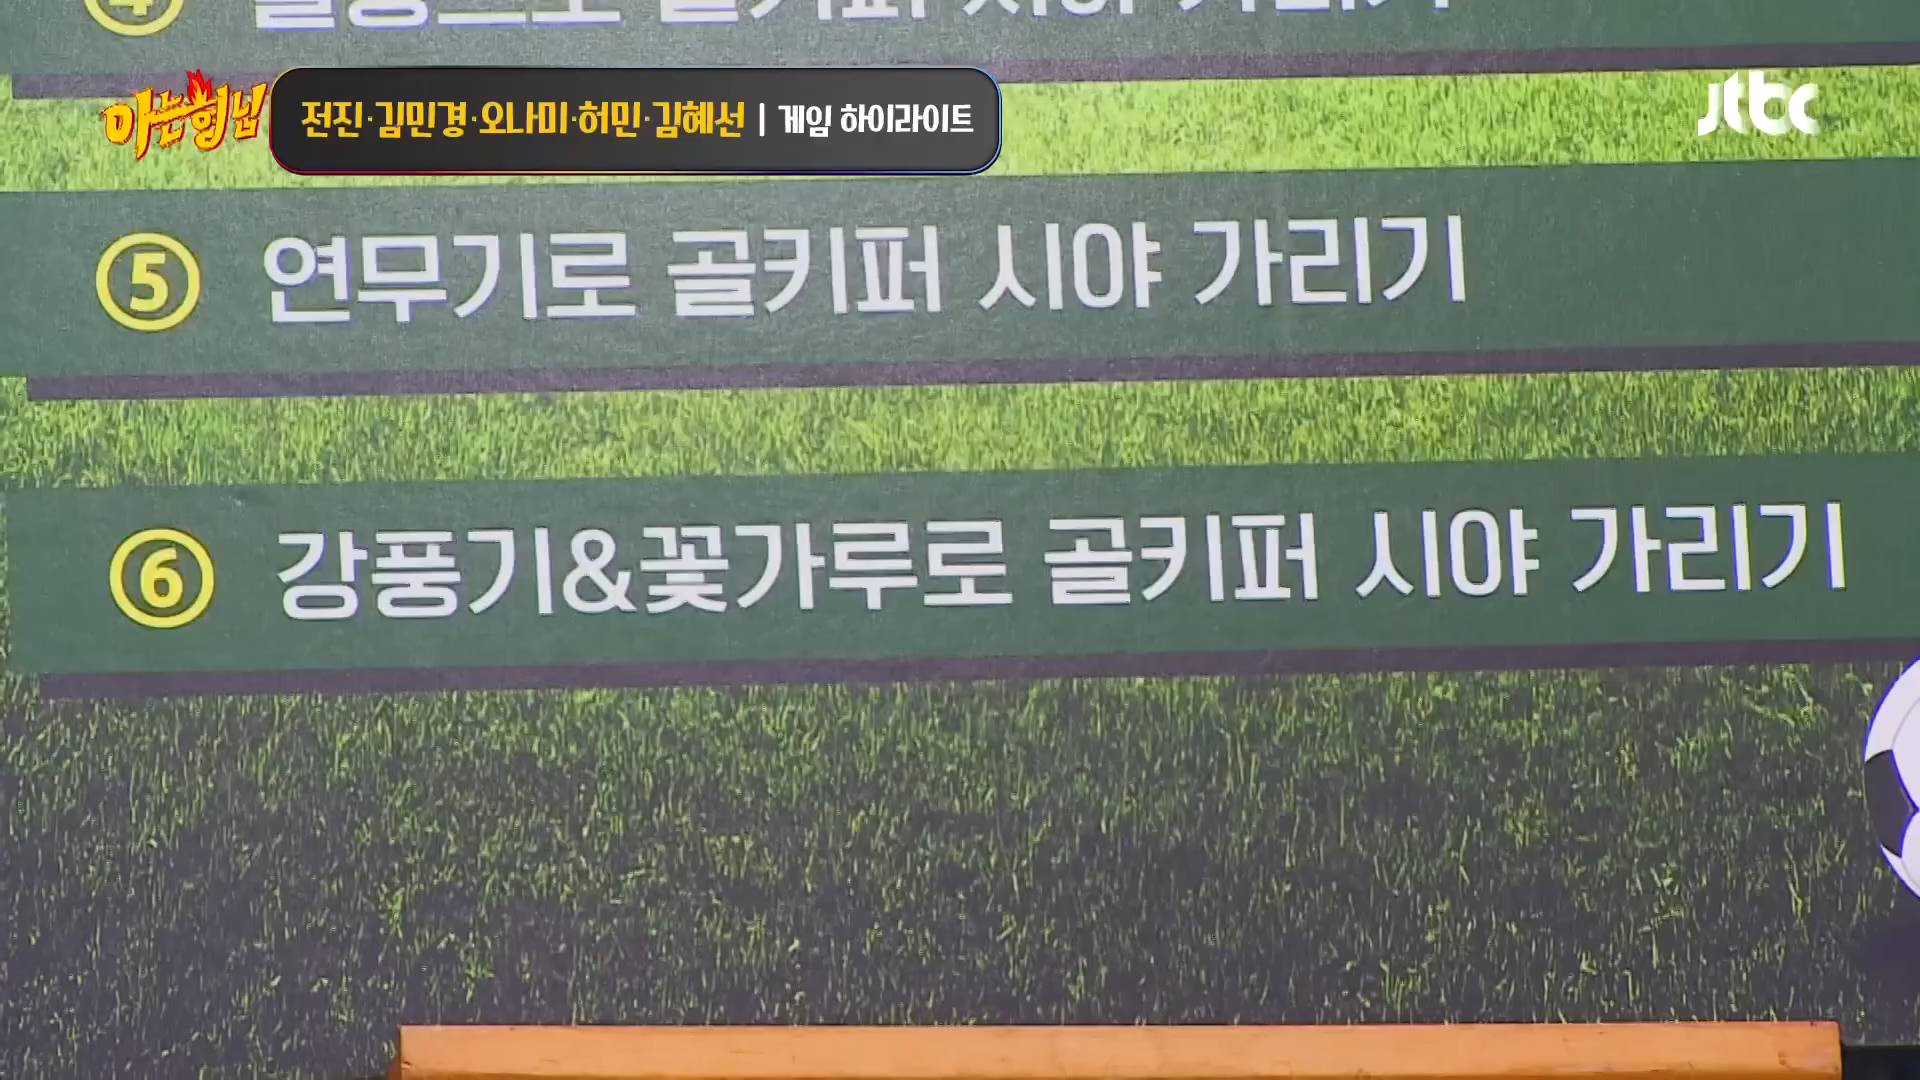 ④
아는형님
전진·김민경·오나미·허민·김혜선 | 게임 하이라이트
jtbc
⑤ 연무기로 골키퍼 시야 가리기
⑥ 강풍기&꽃가루로 골키퍼 시야 가리기